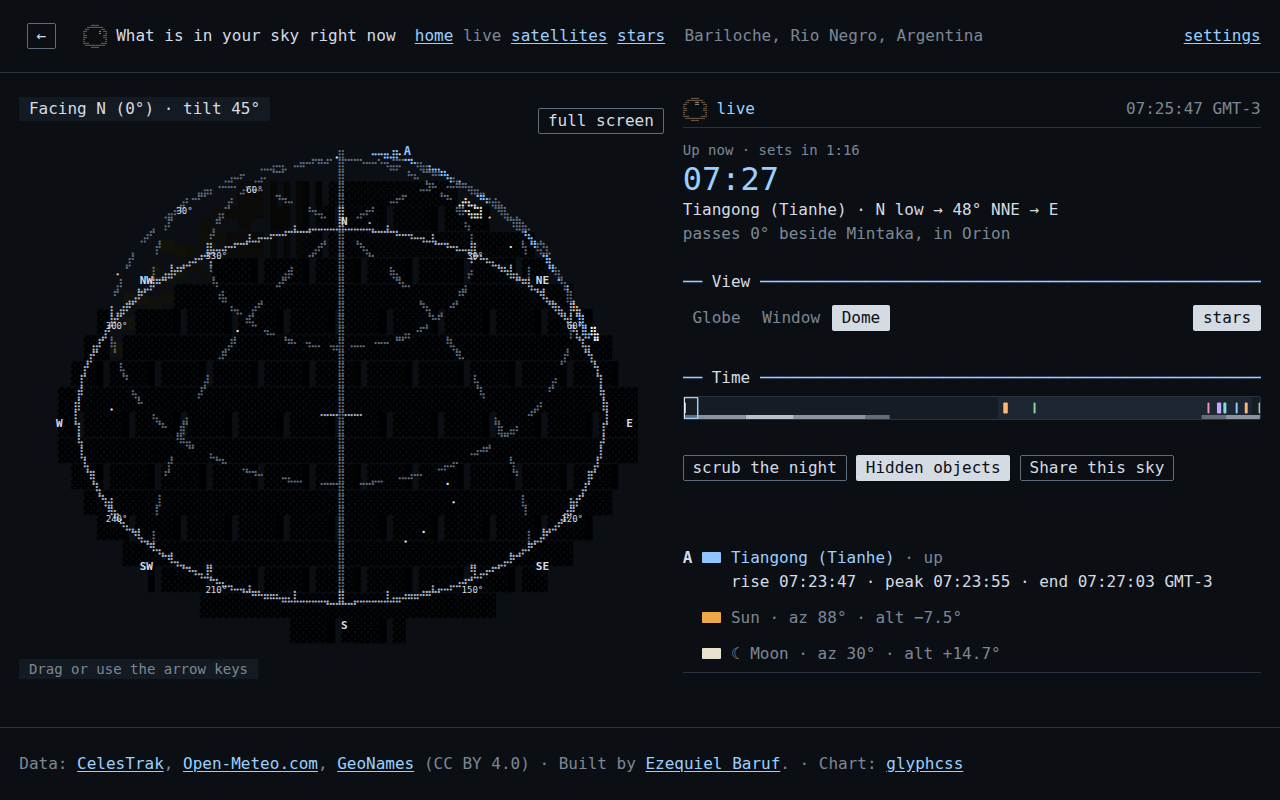 ← What is in your sky right now home live satellites stars Bariloche, Rio Negro, Argentina settings
Facing N (0°) · tilt 45°
full screen
A
60°
30°
N
330°
30°
NW
NE
300°
60°
W
E
240°
120°
SW
SE
210°
150°
S
Drag or use the arrow keys
live 07:25:47 GMT-3
Up now · sets in 1:16
07:27
Tiangong (Tianhe) · N low → 48° NNE → E
passes 0° beside Mintaka, in Orion
View
Globe Window Dome stars
Time
scrub the night Hidden objects Share this sky
A Tiangong (Tianhe) · up
rise 07:23:47 · peak 07:23:55 · end 07:27:03 GMT-3
Sun · az 88° · alt −7.5°
☾ Moon · az 30° · alt +14.7°
Data: CelesTrak, Open-Meteo.com, GeoNames (CC BY 4.0) · Built by Ezequiel Baruf. · Chart: glyphcss